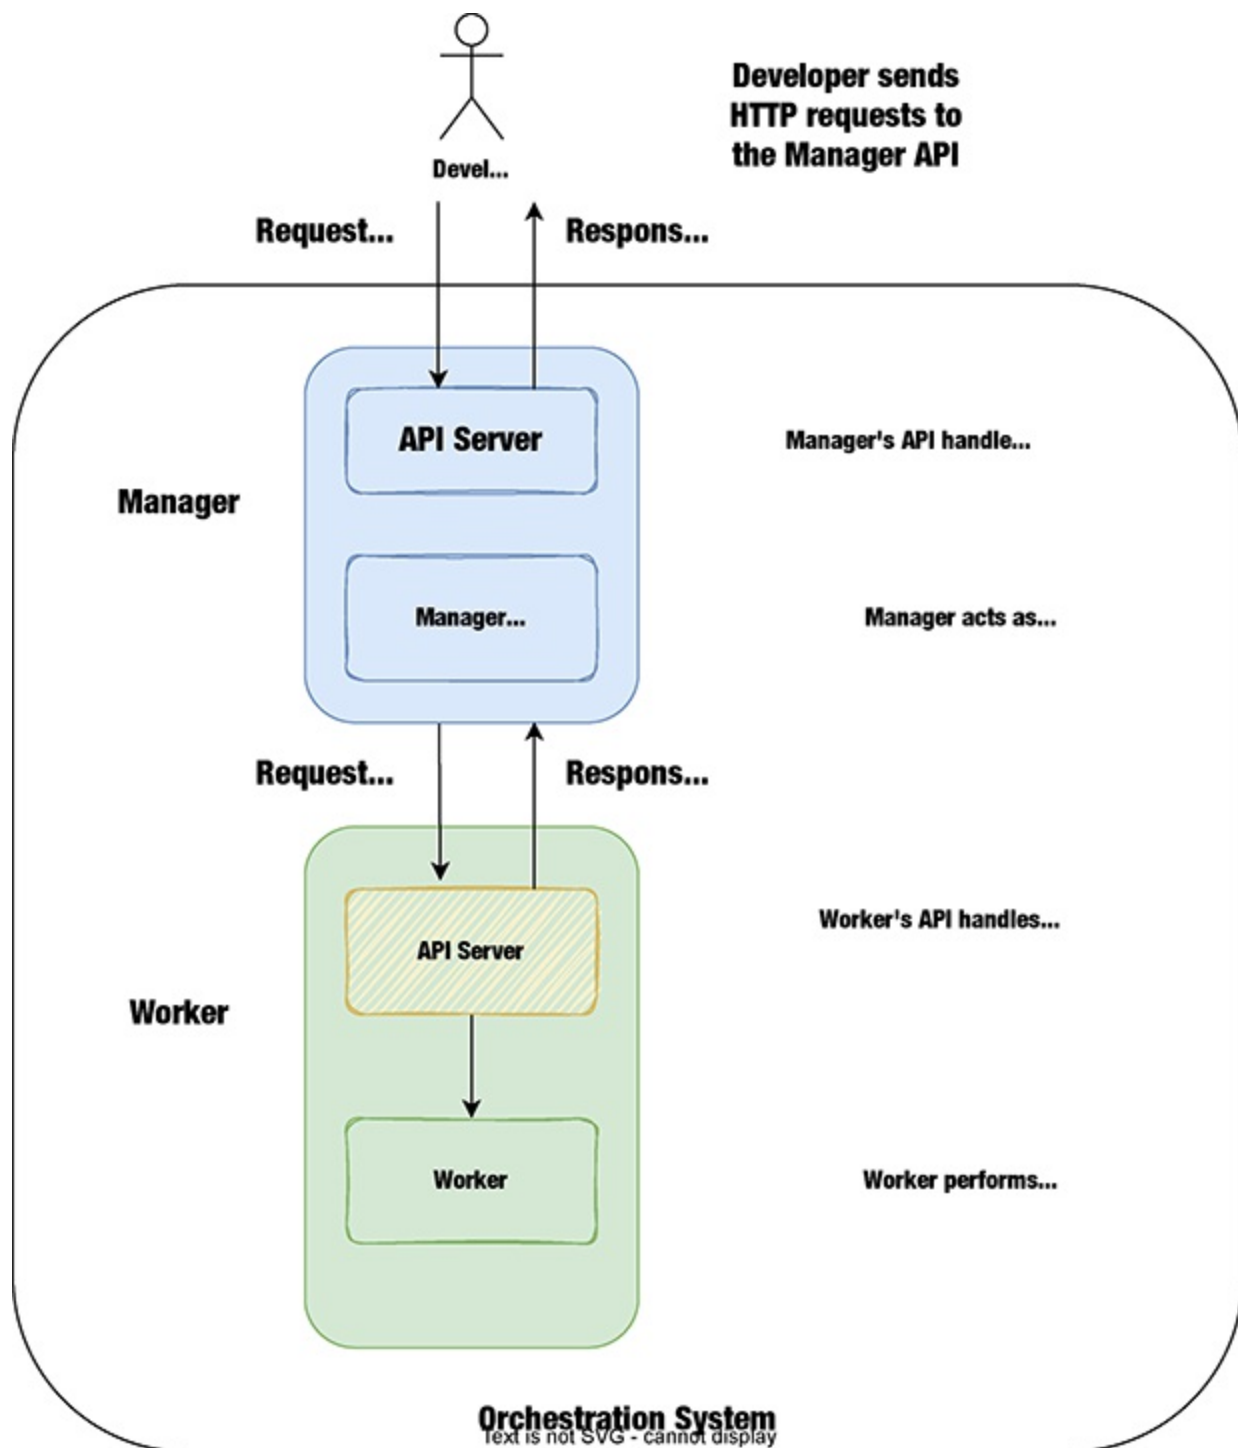 Developer sends
HTTP requests to
the Manager API
Devel...
Request...
Respons...
API Server
Manager's API handle...
Manager
Manager...
Manager acts as...
Request...
Respons...
Worker's API handles...
API Server
Worker
Worker
Worker performs...
Orchestration System
Text is not SVG - cannot display